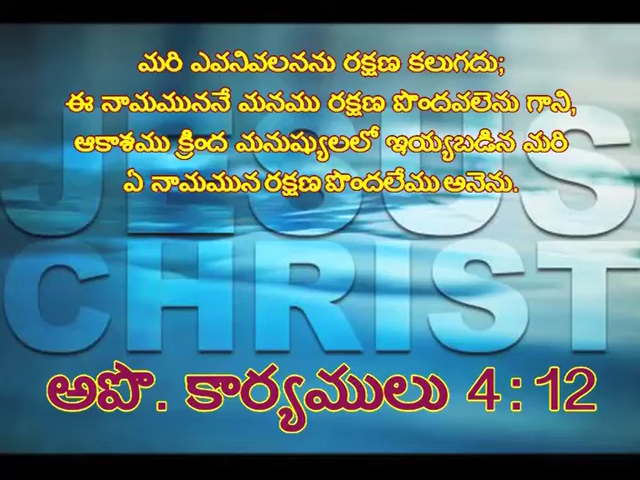 మరి ఎవనివలనను రక్షణ కలుగదు;
ఈ నామముననే మనము రక్షణ పొందవలెను గాని,
ఆకాశము క్రింద మనుష్యులలో ఇయ్యబడిన మరి
ఏ నామమున రక్షణ పొందలేము అనెను.
JESUS
CHRIST
అపొ. కార్యములు 4 : 12